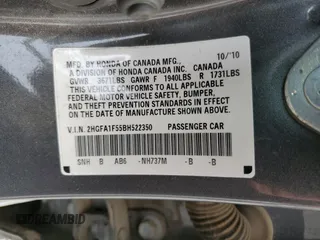 MFD. BY HONDA OF CANADA MFG., 10/10
A DIVISION OF HONDA CANADA INC. CANADA
GVWR 3671LBS GAWR F 1940LBS R 1731LBS
THIS VEHICLE CONFORMS TO ALL APPLICABLE
FEDERAL MOTOR VEHICLE SAFETY, BUMPER,
AND THEFT PREVENTION STANDARDS IN EFFECT
ON THE DATE OF MANUFACTURE SHOWN ABOVE.
V.I.N. 2HGFA1F55BH522350 PASSENGER CAR
SNH B AB6 -NH737M -B -B
DREAMBID